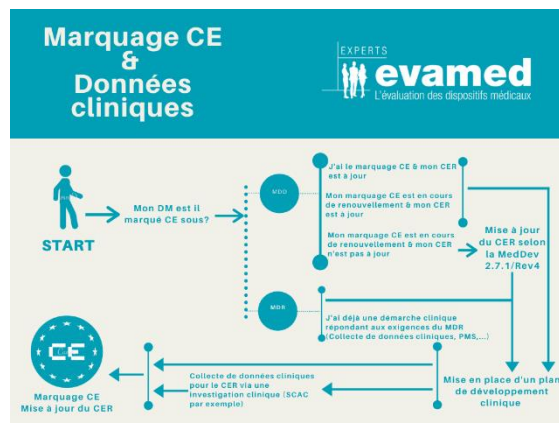 Marquage CE
&
Données
cliniques
EXPERTS
evamed
L'évaluation des dispositifs médicaux
START
Mon DM est il
marqué CE sous?
MDD
J'ai le marquage CE & mon CER
est à jour
Mon marquage CE est en cours
de renouvellement & mon CER
est à jour
Mon marquage CE est en cours
de renouvellement & mon CER
n'est pas à jour
Mise à jour
du CER selon
la MedDev
2.7.1/Rev4
MDR
J'ai déjà une démarche clinique
répondant aux exigences du MDR
(Collecte de données cliniques, PMS,...)
Mise en place d'un plan
de développement
clinique
Collecte de données cliniques
pour le CER via une
investigation clinique (SCAC
par exemple)
CE
Marquage CE
Mise à jour du CER